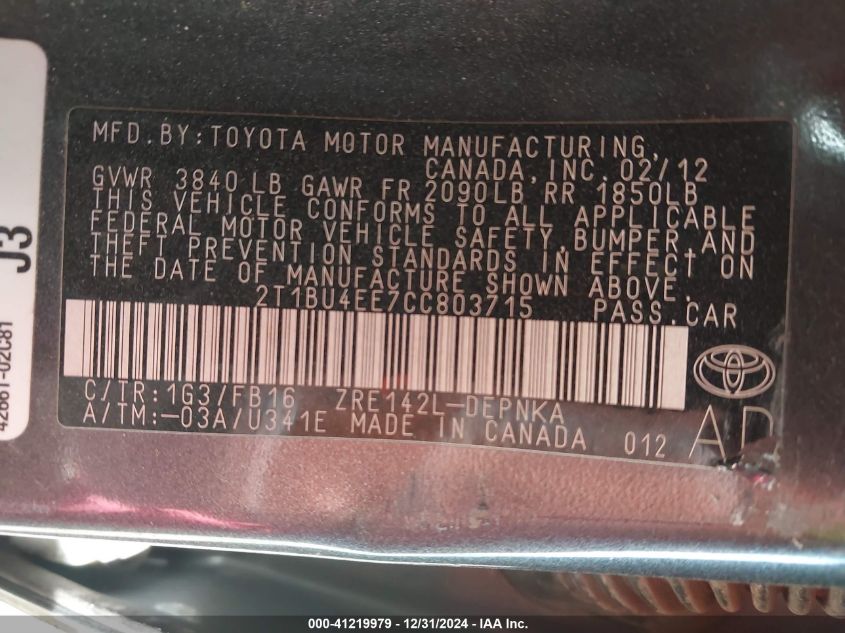 MFD.BY:TOYOTA MOTOR MANUFACTURING,
CANADA,INC. 02/12
GVWR 3840 LB GAWR FR 2090LB RR 1850LB
THIS VEHICLE CONFORMS TO ALL APPLICABLE
FEDERAL MOTOR VEHICLE SAFETY,BUMPER,AND
THEFT PREVENTION STANDARDS IN EFFECT ON
THE DATE OF MANUFACTURE SHOWN ABOVE.
2T1BU4EE7CC803715 PASS.CAR
C/TR:1G3/FB16 ZRE142L-DEPNKA
A/TM:-03A/U341E MADE IN CANADA 012
AP
J3
42661-02C81
000-41219979 - 12/31/2024 - IAA Inc.